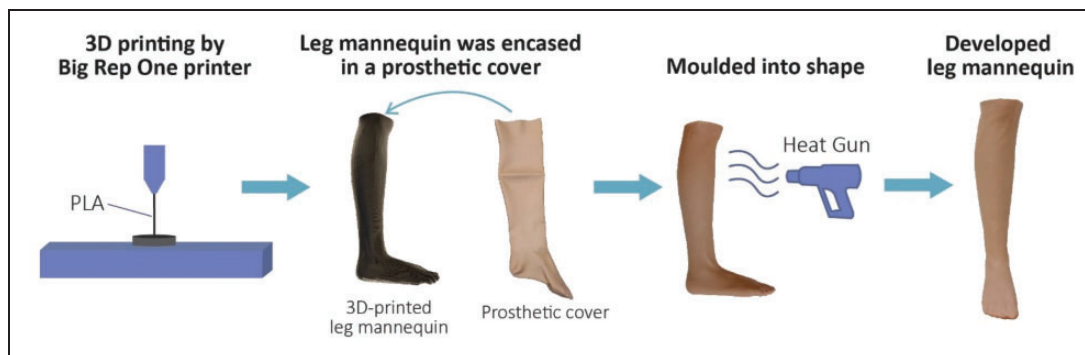 3D printing by
Big Rep One printer
PLA
Leg mannequin was encased
in a prosthetic cover
3D-printed
leg mannequin
Prosthetic cover
Moulded into shape
Heat Gun
Developed
leg mannequin